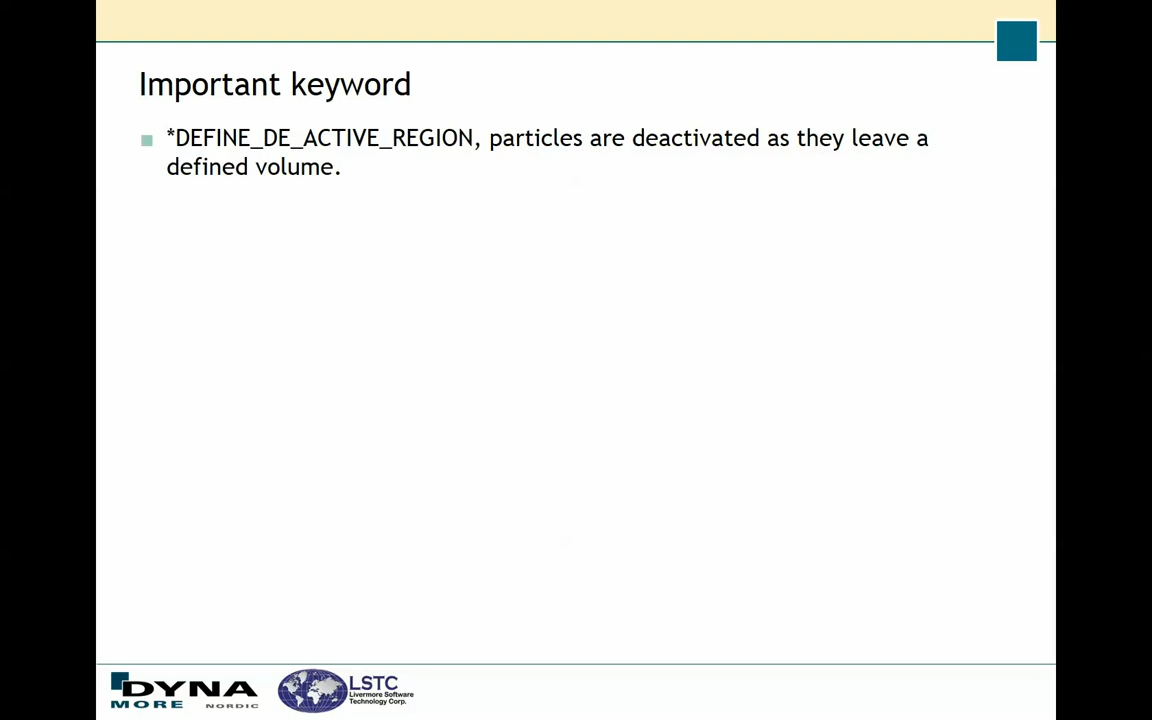 Important keyword
*DEFINE_DE_ACTIVE_REGION, particles are deactivated as they leave a
defined volume.
DYNA
MORE NORDIC
LSTC
Livermore Software
Technology Corp.